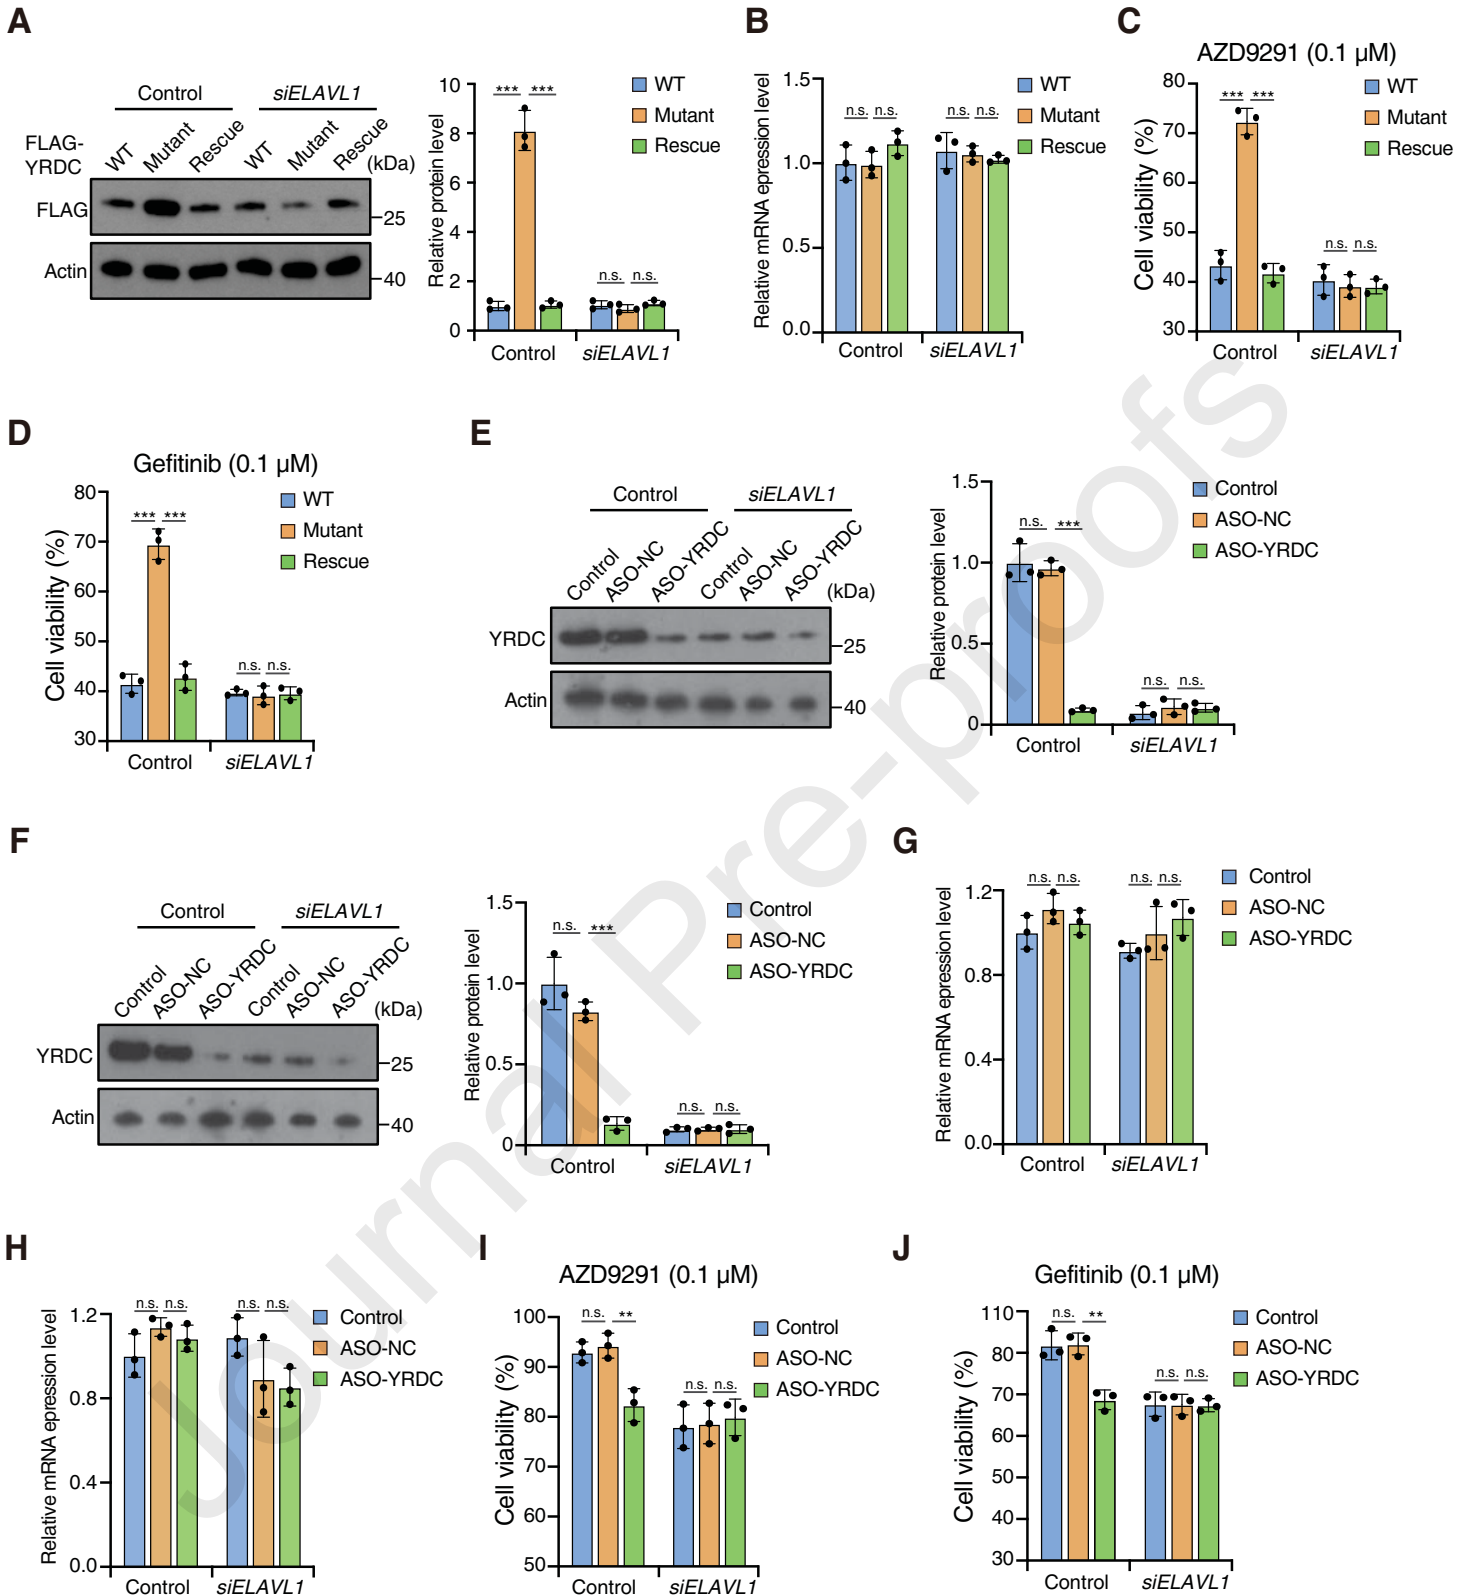 A
Control
siELAVL1
FLAG-
YRDC
WT
Mutant
Rescue
WT
Mutant
Rescue
(kDa)
FLAG
25
Actin
40
Relative protein level
10
8
6
4
2
0
*** ***
n.s. n.s.
Control
siELAVL1
WT
Mutant
Rescue
B
Relative mRNA epression level
1.5
1.0
0.5
0.0
n.s. n.s.
n.s. n.s.
Control
siELAVL1
WT
Mutant
Rescue
C
AZD9291 (0.1 µM)
Cell viability (%)
80
70
60
50
40
30
*** ***
n.s. n.s.
Control
siELAVL1
WT
Mutant
Rescue
D
Gefitinib (0.1 µM)
Cell viability (%)
80
70
60
50
40
30
*** ***
n.s. n.s.
Control
siELAVL1
WT
Mutant
Rescue
E
Control
siELAVL1
Control
ASO-NC
ASO-YRDC
Control
ASO-NC
ASO-YRDC
(kDa)
YRDC
25
Actin
40
Relative protein level
1.5
1.0
0.5
0
n.s. ***
n.s. n.s.
Control
siELAVL1
Control
ASO-NC
ASO-YRDC
F
Control
siELAVL1
Control
ASO-NC
ASO-YRDC
Control
ASO-NC
ASO-YRDC
(kDa)
YRDC
25
Actin
40
Relative protein level
1.5
1.0
0.5
0
n.s. ***
n.s. n.s.
Control
siELAVL1
Control
ASO-NC
ASO-YRDC
G
Relative mRNA epression level
1.2
0.8
0.4
0.0
n.s. n.s.
n.s. n.s.
Control
siELAVL1
Control
ASO-NC
ASO-YRDC
H
Relative mRNA epression level
1.2
0.8
0.4
0.0
n.s. n.s.
n.s. n.s.
Control
siELAVL1
Control
ASO-NC
ASO-YRDC
I
AZD9291 (0.1 µM)
Cell viability (%)
100
90
80
70
60
50
n.s. **
n.s. n.s.
Control
siELAVL1
Control
ASO-NC
ASO-YRDC
J
Gefitinib (0.1 µM)
Cell viability (%)
110
80
70
60
50
40
30
n.s. **
n.s. n.s.
Control
siELAVL1
Control
ASO-NC
ASO-YRDC
Journal Pre-proofs